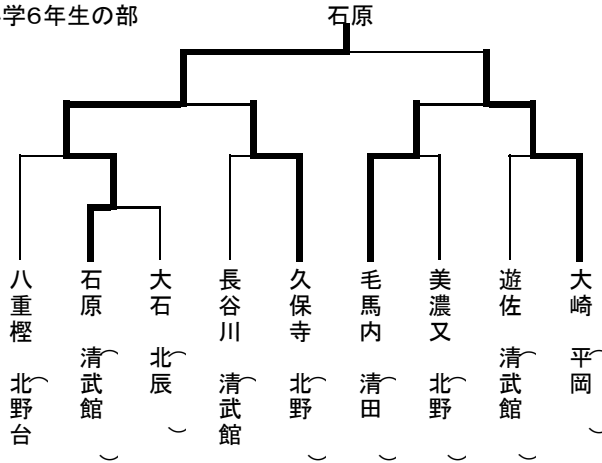 学6年生の部
石原
八重樫（北野台）
石原（清武館）
大石（北辰）
長谷川（清武館）
久保寺（北野）
毛馬内（清田）
美濃又（北野）
遊佐（清武館）
大崎（平岡）